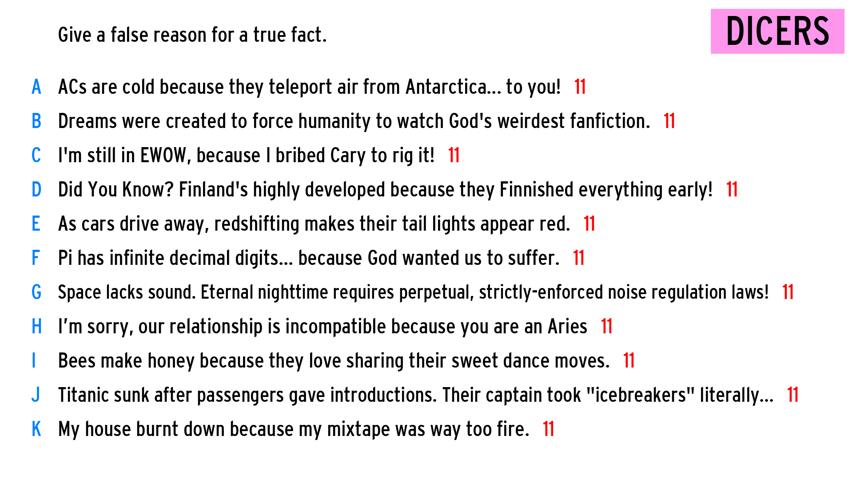 Give a false reason for a true fact.
DICERS
A ACs are cold because they teleport air from Antarctica... to you! 11
B Dreams were created to force humanity to watch God's weirdest fanfiction. 11
C I'm still in EWOW, because I bribed Cary to rig it! 11
D Did You Know? Finland's highly developed because they Finnished everything early! 11
E As cars drive away, redshifting makes their tail lights appear red. 11
F Pi has infinite decimal digits... because God wanted us to suffer. 11
G Space lacks sound. Eternal nighttime requires perpetual, strictly-enforced noise regulation laws! 11
H I’m sorry, our relationship is incompatible because you are an Aries 11
I Bees make honey because they love sharing their sweet dance moves. 11
J Titanic sunk after passengers gave introductions. Their captain took "icebreakers" literally... 11
K My house burnt down because my mixtape was way too fire. 11